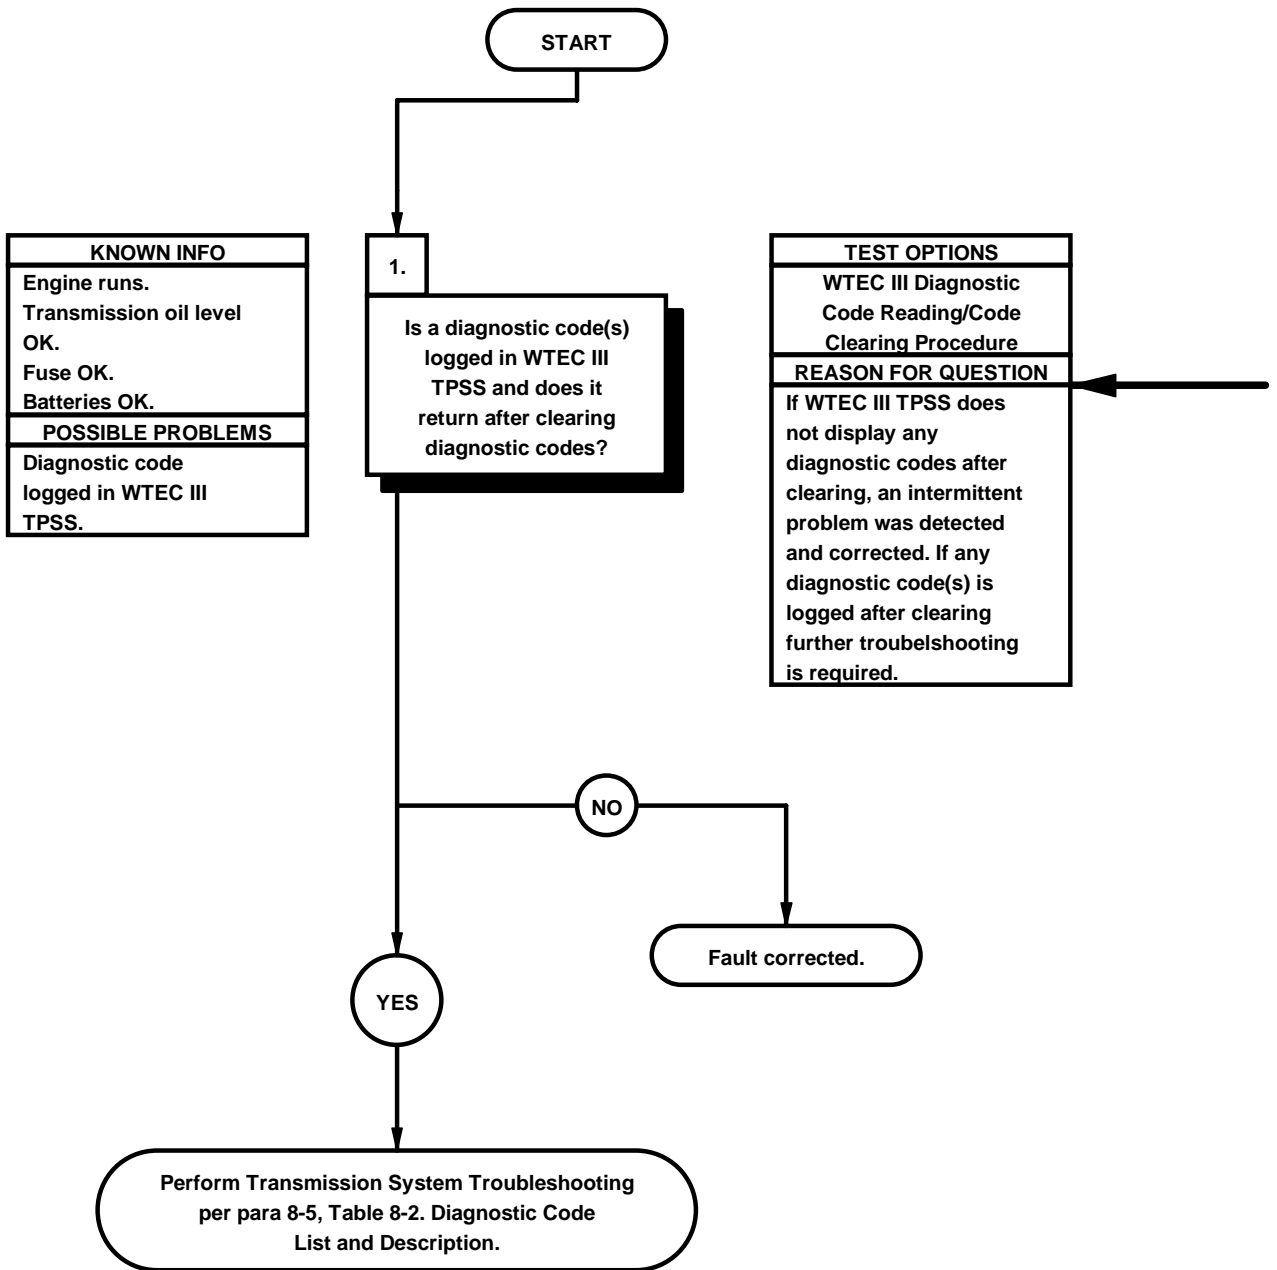 START
KNOWN INFO
Engine runs.
Transmission oil level
OK.
Fuse OK.
Batteries OK.
POSSIBLE PROBLEMS
Diagnostic code
logged in WTEC III
TPSS.
1.
Is a diagnostic code(s)
logged in WTEC III
TPSS and does it
return after clearing
diagnostic codes?
TEST OPTIONS
WTEC III Diagnostic
Code Reading/Code
Clearing Procedure
REASON FOR QUESTION
If WTEC III TPSS does
not display any
diagnostic codes after
clearing, an intermittent
problem was detected
and corrected. If any
diagnostic code(s) is
logged after clearing
further troubelshooting
is required.
NO
Fault corrected.
YES
Perform Transmission System Troubleshooting
per para 8-5, Table 8-2. Diagnostic Code
List and Description.